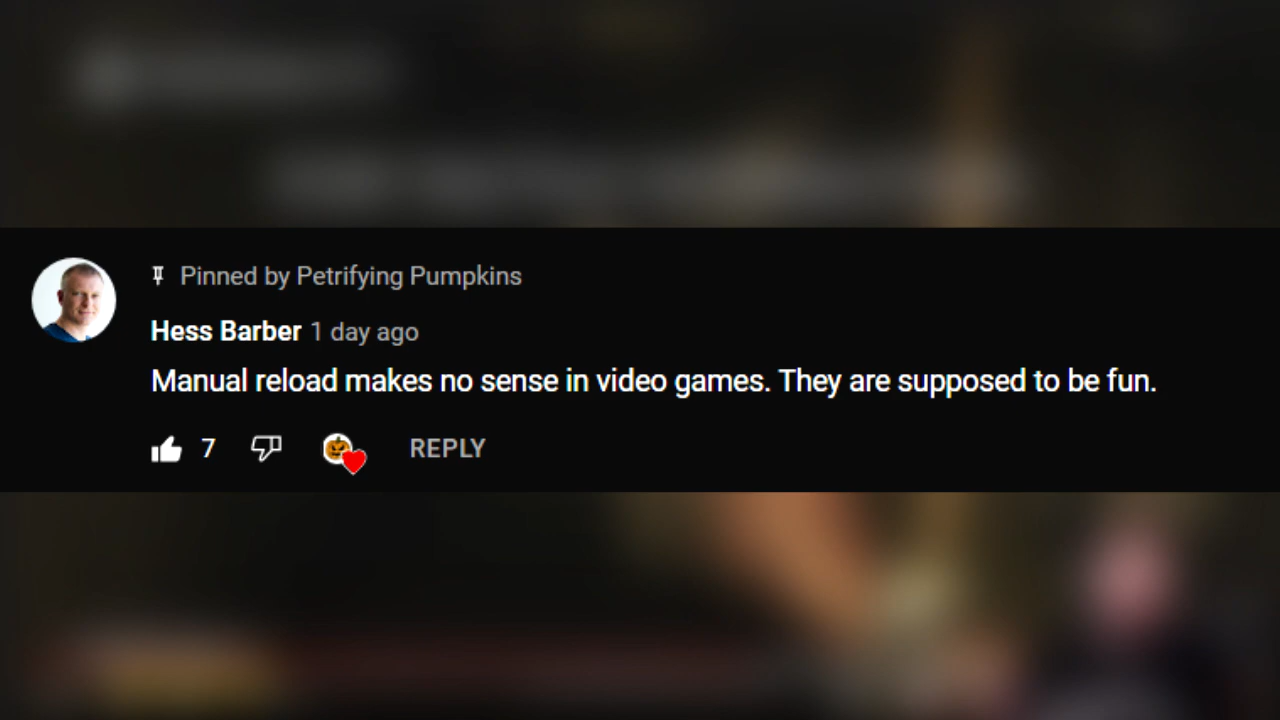 Pinned by Petrifying Pumpkins
Hess Barber 1 day ago
Manual reload makes no sense in video games. They are supposed to be fun.
7 REPLY